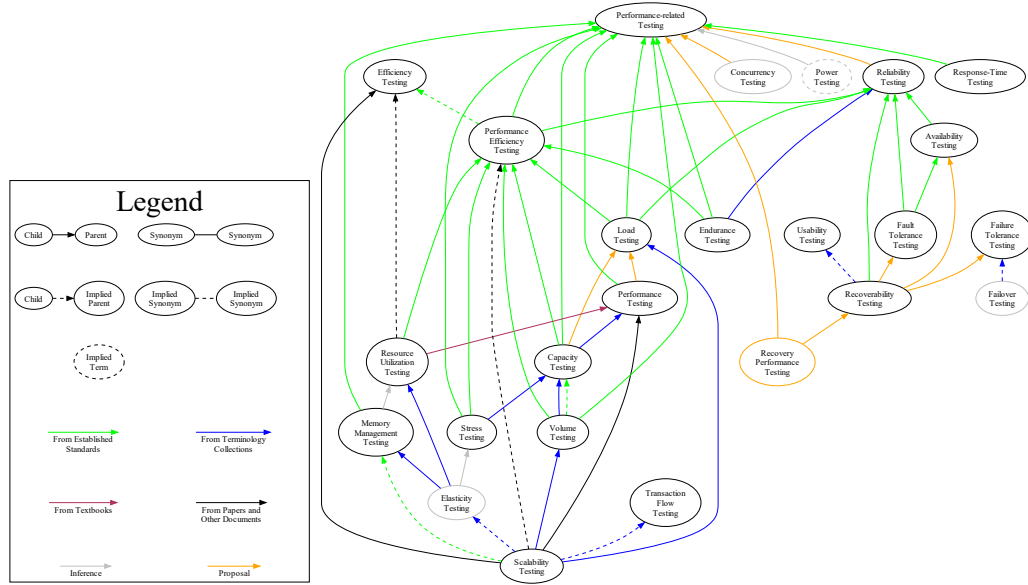 Performance-related
Testing
Efficiency
Testing
Concurrency
Testing
Power
Testing
Reliability
Testing
Response-Time
Testing
Performance
Efficiency
Testing
Availability
Testing
Legend
Child
Parent
Synonym
Synonym
Child
Implied
Parent
Implied
Synonym
Implied
Synonym
Implied
Term
From Established
Standards
From Terminology
Collections
From Textbooks
From Papers and
Other Documents
Inference
Proposal
Load
Testing
Endurance
Testing
Usability
Testing
Fault
Tolerance
Testing
Failure
Tolerance
Testing
Performance
Testing
Recoverability
Testing
Failover
Testing
Resource
Utilization
Testing
Capacity
Testing
Recovery
Performance
Testing
Memory
Management
Testing
Stress
Testing
Volume
Testing
Elasticity
Testing
Transaction
Flow
Testing
Scalability
Testing